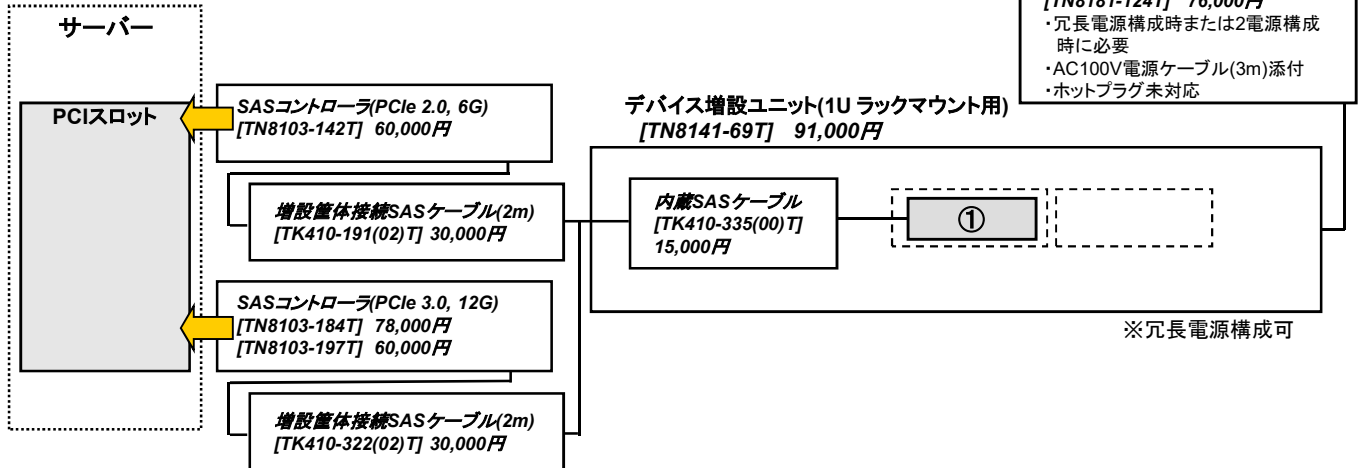 [TN8181-124T] 76,000円
・冗長電源構成時または2電源構成
時に必要
・AC100V電源ケーブル(3m)添付
・ホットプラグ未対応
サーバー
PCIスロット
SASコントローラ(PCIe 2.0, 6G)
[TN8103-142T] 60,000円
増設筐体接続SASケーブル(2m)
[TK410-191(02)T] 30,000円
SASコントローラ(PCIe 3.0, 12G)
[TN8103-184T] 78,000円
[TN8103-197T] 60,000円
増設筐体接続SASケーブル(2m)
[TK410-322(02)T] 30,000円
デバイス増設ユニット(1U ラックマウント用)
[TN8141-69T] 91,000円
内蔵SASケーブル
[TK410-335(00)T]
15,000円
①
※冗長電源構成可